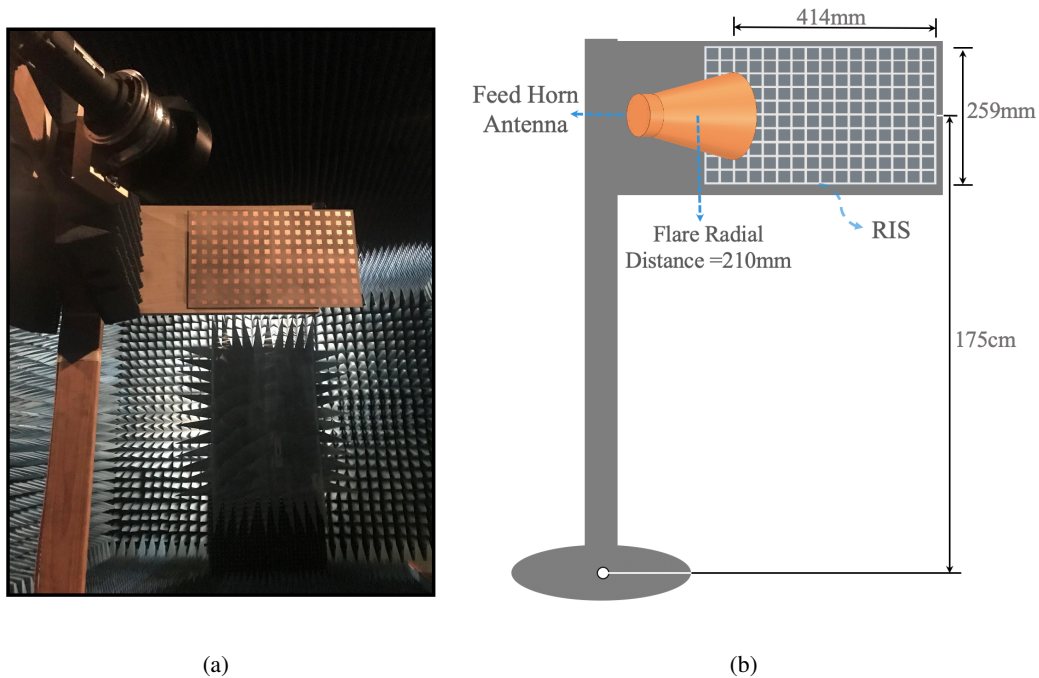 414mm
Feed Horn
Antenna
259mm
Flare Radial
Distance =210mm
RIS
175cm
(a)
(b)